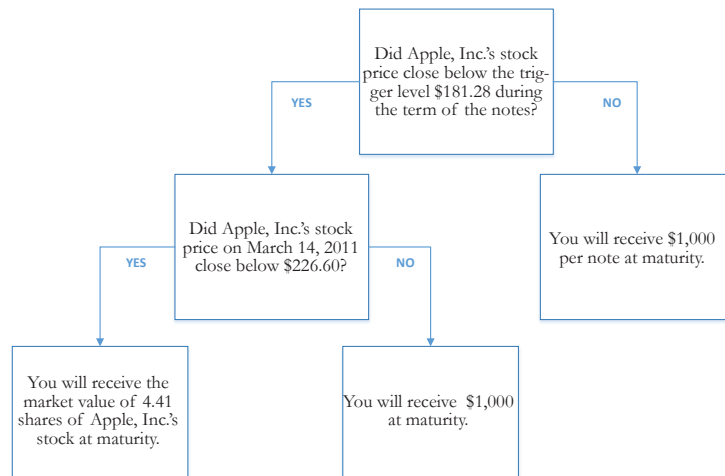 Did Apple, Inc.'s stock
price close below the trig-
ger level $181.28 during
the term of the notes?
YES
NO
Did Apple, Inc.'s stock
price on March 14, 2011
close below $226.60?
You will receive $1,000
per note at maturity.
YES
NO
You will receive the
market value of 4.41
shares of Apple, Inc.'s
stock at maturity.
You will receive $1,000
at maturity.